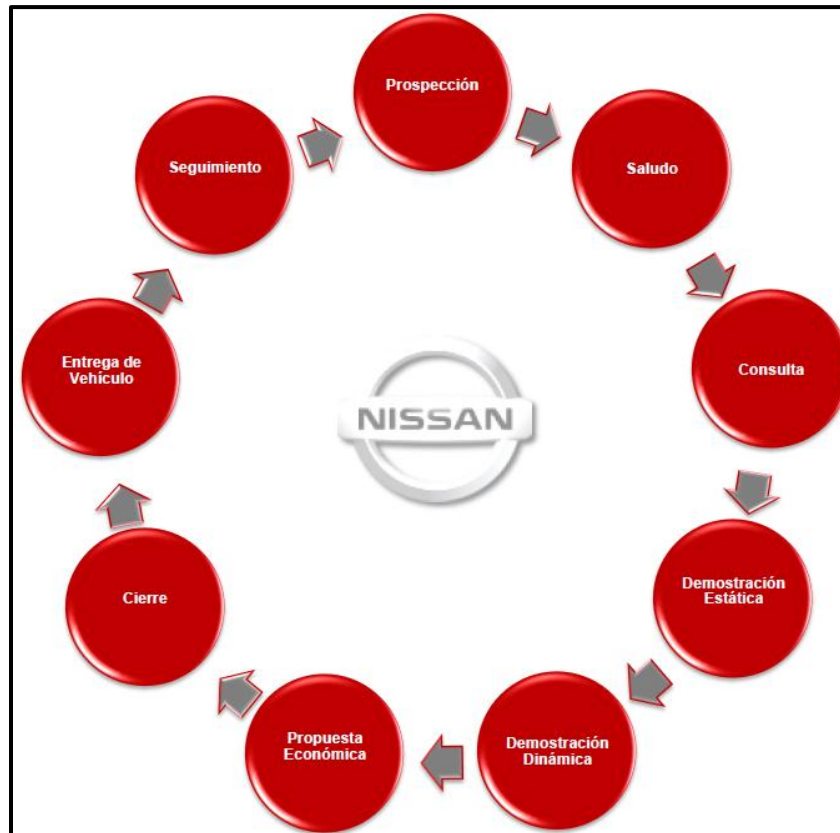 Prospección
Saludo
Consulta
Demostración
Estática
Demostración
Dinámica
Propuesta
Económica
Cierre
Entrega de
Vehículo
Seguimiento
NISSAN